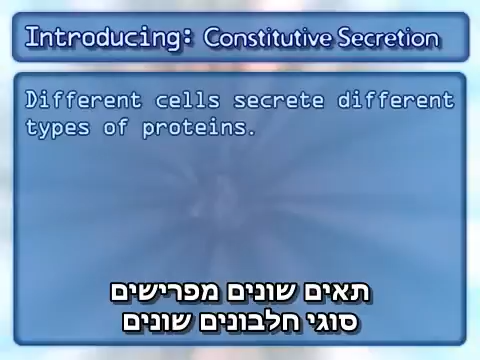 Introducing: Constitutive Secretion
Different cells secrete different
types of proteins.
תאים שונים מפרישים
סוגי חלבונים שונים